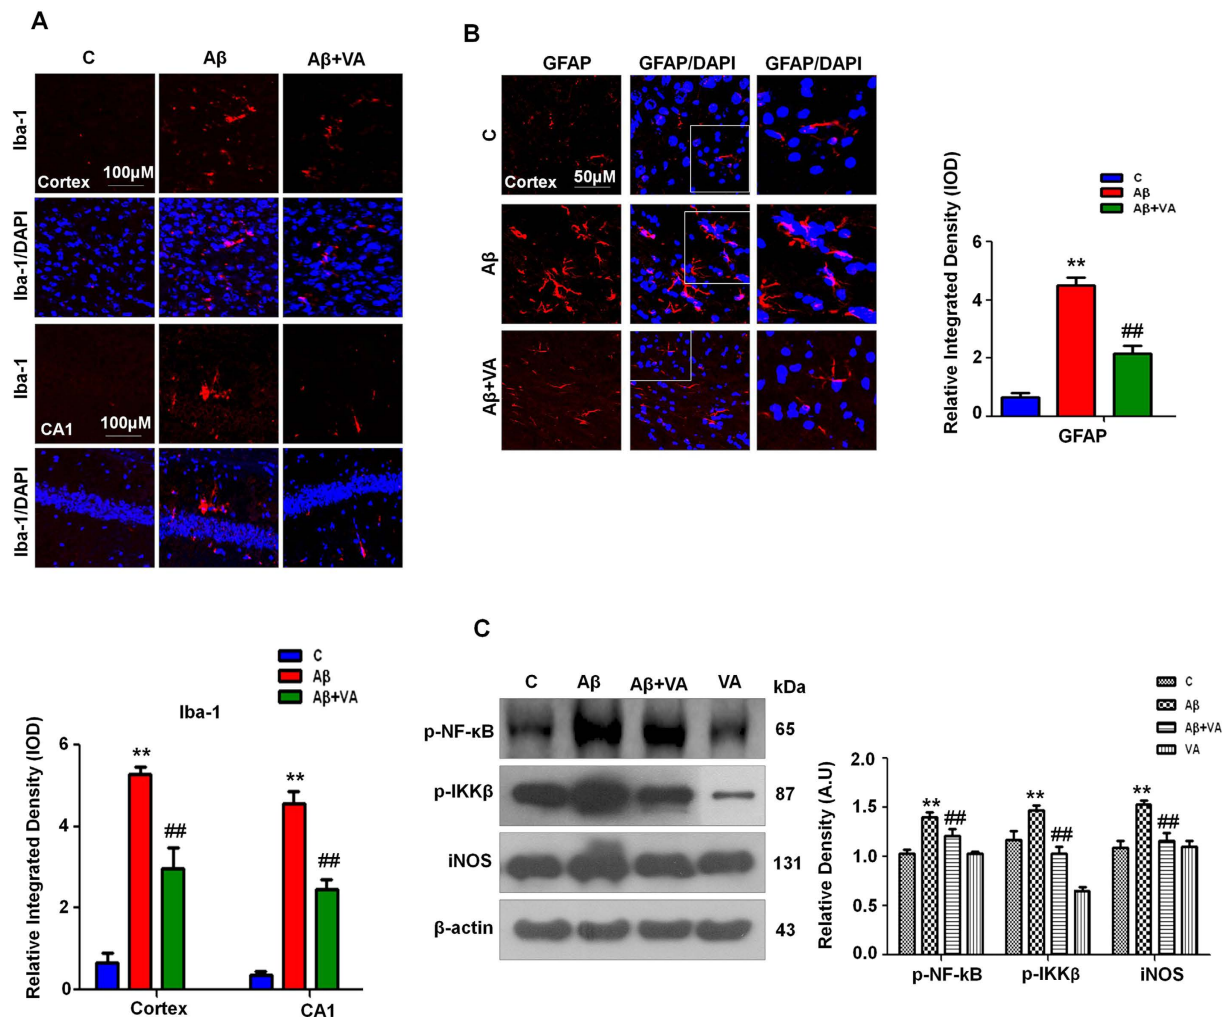 A
C Aβ Aβ+VA
Iba-1
Cortex 100µM
Iba-1/DAPI
Iba-1
CA1 100µM
Iba-1/DAPI
B
GFAP GFAP/DAPI GFAP/DAPI
C
Cortex 50µM
Aβ
Aβ+VA
C
Aβ
Aβ+VA
Relative Integrated Density (IOD)
6
4
2
0
**
##
GFAP
C
Aβ
Aβ+VA
Iba-1
Relative Integrated Density (IOD)
6
4
2
0
**
##
**
##
Cortex CA1
C
C Aβ Aβ+VA VA kDa
p-NF-κB 65
p-IKKβ 87
iNOS 131
β-actin 43
C
Aβ
Aβ+VA
VA
Relative Density (A.U)
2.0
1.5
1.0
0.5
0.0
** ##
** ##
** ##
p-NF-kB p-IKKβ iNOS